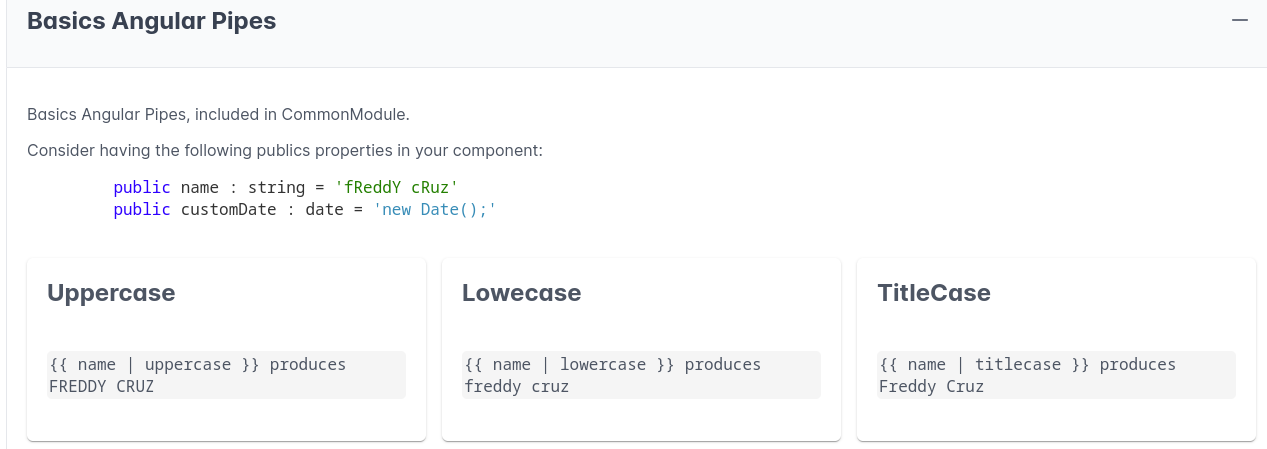 Basics Angular Pipes
Basics Angular Pipes, included in CommonModule.
Consider having the following publics properties in your component:
public name : string = 'fReddY cRuz'
public customDate : date = 'new Date();'
Uppercase
{{ name | uppercase }} produces
FREDDY CRUZ
Lowecase
{{ name | lowercase }} produces
freddy cruz
TitleCase
{{ name | titlecase }} produces
Freddy Cruz